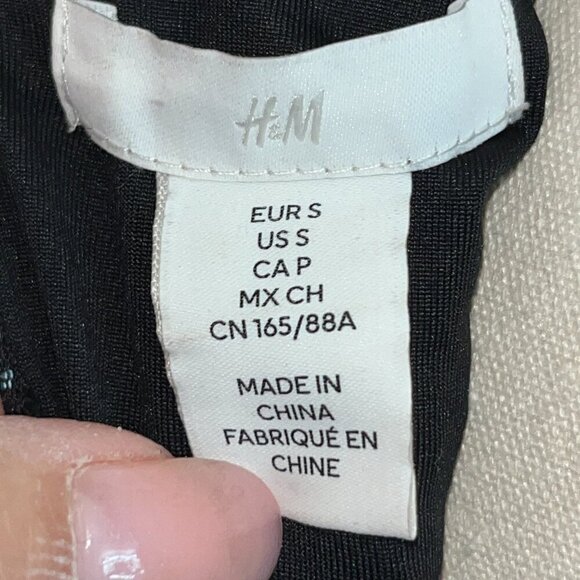 H&M
EUR S
US S
CA P
MX CH
CN 165/88A
MADE IN
CHINA
FABRIQUÉ EN
CHINE